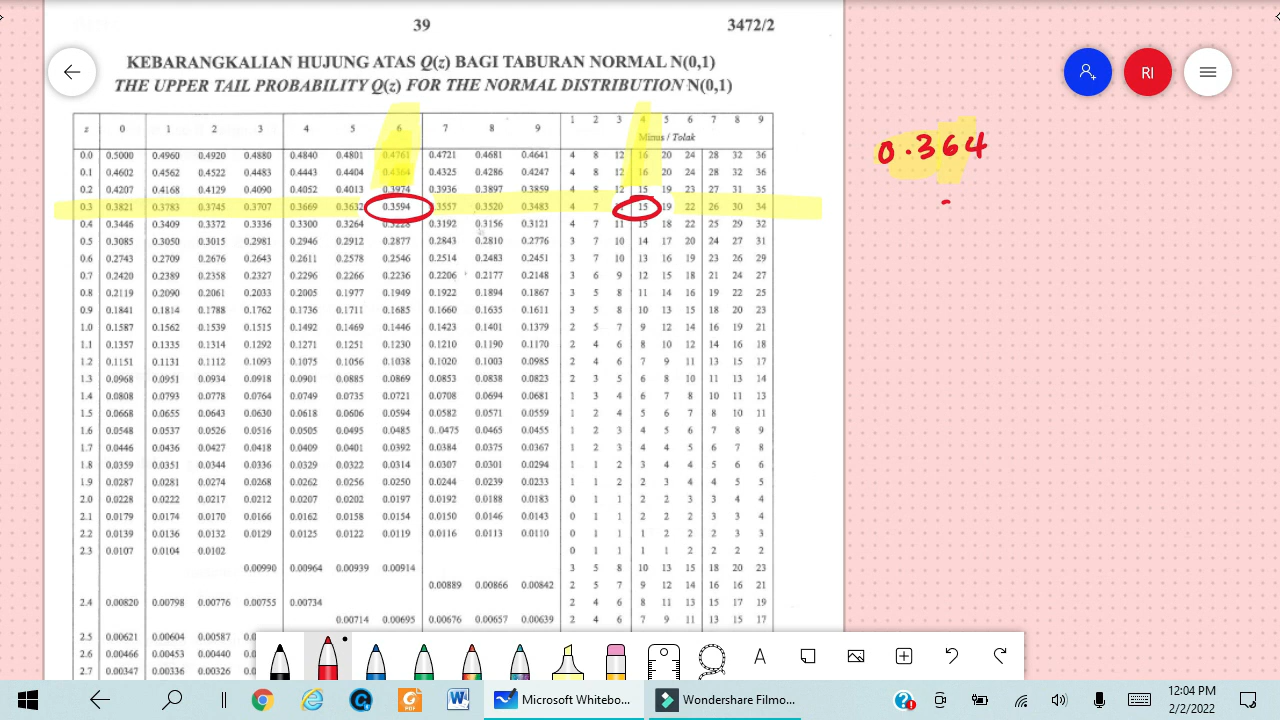 39 3472/2
KEBARANGKALIAN HUJUNG ATAS Q(z) BAGI TABURAN NORMAL N(0,1)
THE UPPER TAIL PROBABILITY Q(z) FOR THE NORMAL DISTRIBUTION N(0,1)
RI
0.364
z 0 1 2 3 4 5 6 7 8 9 1 2 3 4 5 6 7 8 9
Minus / Tolak
0.0 0.5000 0.4960 0.4920 0.4880 0.4840 0.4801 0.4761 0.4721 0.4681 0.4641 4 8 12 16 20 24 28 32 36
0.1 0.4602 0.4562 0.4522 0.4483 0.4443 0.4404 0.4364 0.4325 0.4286 0.4247 4 8 12 16 20 24 28 32 36
0.2 0.4207 0.4168 0.4129 0.4090 0.4052 0.4013 0.3974 0.3936 0.3897 0.3859 4 8 12 15 19 23 27 31 35
0.3 0.3821 0.3783 0.3745 0.3707 0.3669 0.3632 0.3594 0.3557 0.3520 0.3483 4 7 15 19 22 26 30 34
0.4 0.3446 0.3409 0.3372 0.3336 0.3300 0.3264 0.3228 0.3192 0.3156 0.3121 4 7 11 15 18 22 25 29 32
0.5 0.3085 0.3050 0.3015 0.2981 0.2946 0.2912 0.2877 0.2843 0.2810 0.2776 3 7 10 14 17 20 24 27 31
0.6 0.2743 0.2709 0.2676 0.2643 0.2611 0.2578 0.2546 0.2514 0.2483 0.2451 3 7 10 13 16 19 23 26 29
0.7 0.2420 0.2389 0.2358 0.2327 0.2296 0.2266 0.2236 0.2206 0.2177 0.2148 3 6 9 12 15 18 21 24 27
0.8 0.2119 0.2090 0.2061 0.2033 0.2005 0.1977 0.1949 0.1922 0.1894 0.1867 3 5 8 11 14 16 19 22 25
0.9 0.1841 0.1814 0.1788 0.1762 0.1736 0.1711 0.1685 0.1660 0.1635 0.1611 3 5 8 10 13 15 18 20 23
1.0 0.1587 0.1562 0.1539 0.1515 0.1492 0.1469 0.1446 0.1423 0.1401 0.1379 2 5 7 9 12 14 16 19 21
1.1 0.1357 0.1335 0.1314 0.1292 0.1271 0.1251 0.1230 0.1210 0.1190 0.1170 2 4 6 8 10 12 14 16 18
1.2 0.1151 0.1131 0.1112 0.1093 0.1075 0.1056 0.1038 0.1020 0.1003 0.0985 2 4 6 7 9 11 13 15 17
1.3 0.0968 0.0951 0.0934 0.0918 0.0901 0.0885 0.0869 0.0853 0.0838 0.0823 2 3 5 6 8 10 11 13 14
1.4 0.0808 0.0793 0.0778 0.0764 0.0749 0.0735 0.0721 0.0708 0.0694 0.0681 1 3 4 6 7 8 10 11 13
1.5 0.0668 0.0655 0.0643 0.0630 0.0618 0.0606 0.0594 0.0582 0.0571 0.0559 1 2 4 5 6 7 8 10 11
1.6 0.0548 0.0537 0.0526 0.0516 0.0505 0.0495 0.0485 0..0475 0.0465 0.0455 1 2 3 4 5 6 7 8 9
1.7 0.0446 0.0436 0.0427 0.0418 0.0409 0.0401 0.0392 0.0384 0.0375 0.0367 1 2 3 4 4 5 6 7 8
1.8 0.0359 0.0351 0.0344 0.0336 0.0329 0.0322 0.0314 0.0307 0.0301 0.0294 1 1 2 3 4 4 5 6 6
1.9 0.0287 0.0281 0.0274 0.0268 0.0262 0.0256 0.0250 0.0244 0.0239 0.0233 1 1 2 2 3 4 4 5 5
2.0 0.0228 0.0222 0.0217 0.0212 0.0207 0.0202 0.0197 0.0192 0.0188 0.0183 0 1 1 2 2 3 3 4 4
2.1 0.0179 0.0174 0.0170 0.0166 0.0162 0.0158 0.0154 0.0150 0.0146 0.0143 0 1 1 2 2 2 3 3 4
2.2 0.0139 0.0136 0.0132 0.0129 0.0125 0.0122 0.0119 0.0116 0.0113 0.0110 0 1 1 1 2 2 2 3 3
2.3 0.0107 0.0104 0.0102 0 1 1 1 1 2 2 2 2
0.00990 0.00964 0.00939 0.00914 3 5 8 10 13 15 18 20 23
0.00889 0.00866 0.00842 2 5 7 9 12 14 16 16 21
2.4 0.00820 0.00798 0.00776 0.00755 0.00734 2 4 6 8 11 13 15 17 19
0.00714 0.00695 0.00676 0.00657 0.00639 2 4 6 7 9 11 13 15 17
2.5 0.00621 0.00604 0.00587
2.6 0.00466 0.00453 0.00440
2.7 0.00347 0.00336 0.00326
A
Microsoft Whitebo...
Wondershare Filmo...
12:04 PM
2/2/2022